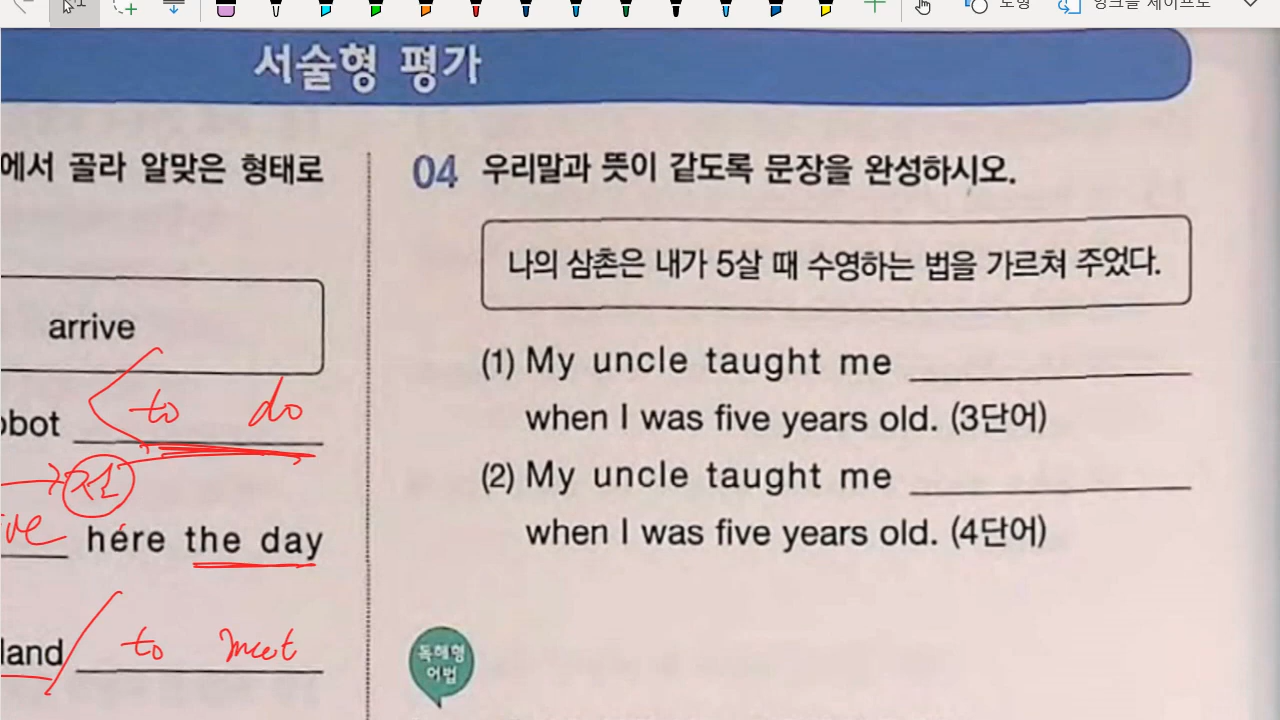 도형
잉크를 셰이프로
서술형 평가
에서 골라 알맞은 형태로
arrive
obot to do
전
ve here the day
land to meet
04 우리말과 뜻이 같도록 문장을 완성하시오.
나의 삼촌은 내가 5살 때 수영하는 법을 가르쳐 주었다.
(1) My uncle taught me
when I was five years old. (3단어)
(2) My uncle taught me
when I was five years old. (4단어)
독해형
어법